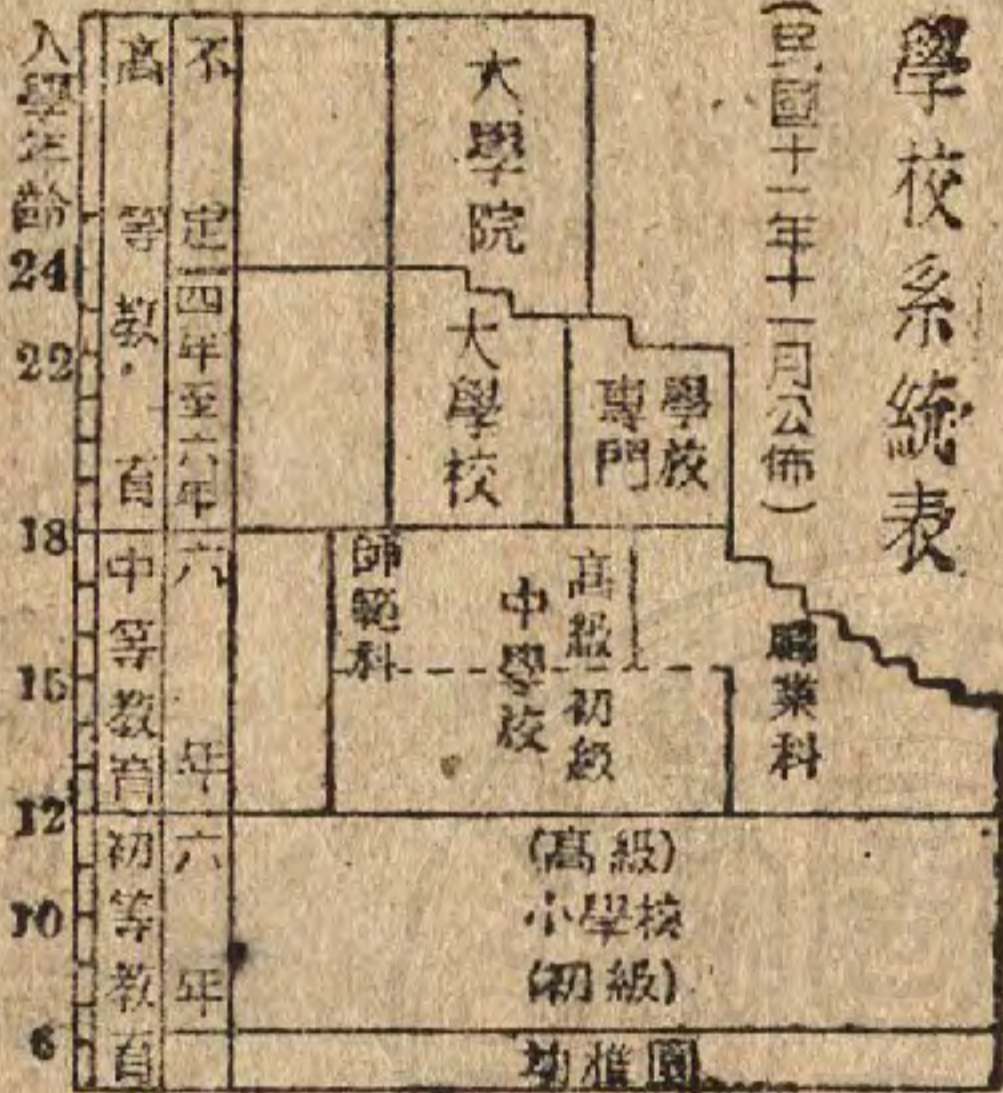 學校系統表
(民國十一年十一月公佈)
入學年齡
24
22
18
16
12
10
6
高等教育
中等教育
初等教育
不定
四年至六年
六年
六年
大學院
大學校
專門
學校
師範科
中學校
高級
初級
職業科
(高級)
小學校
(初級)
幼稚園